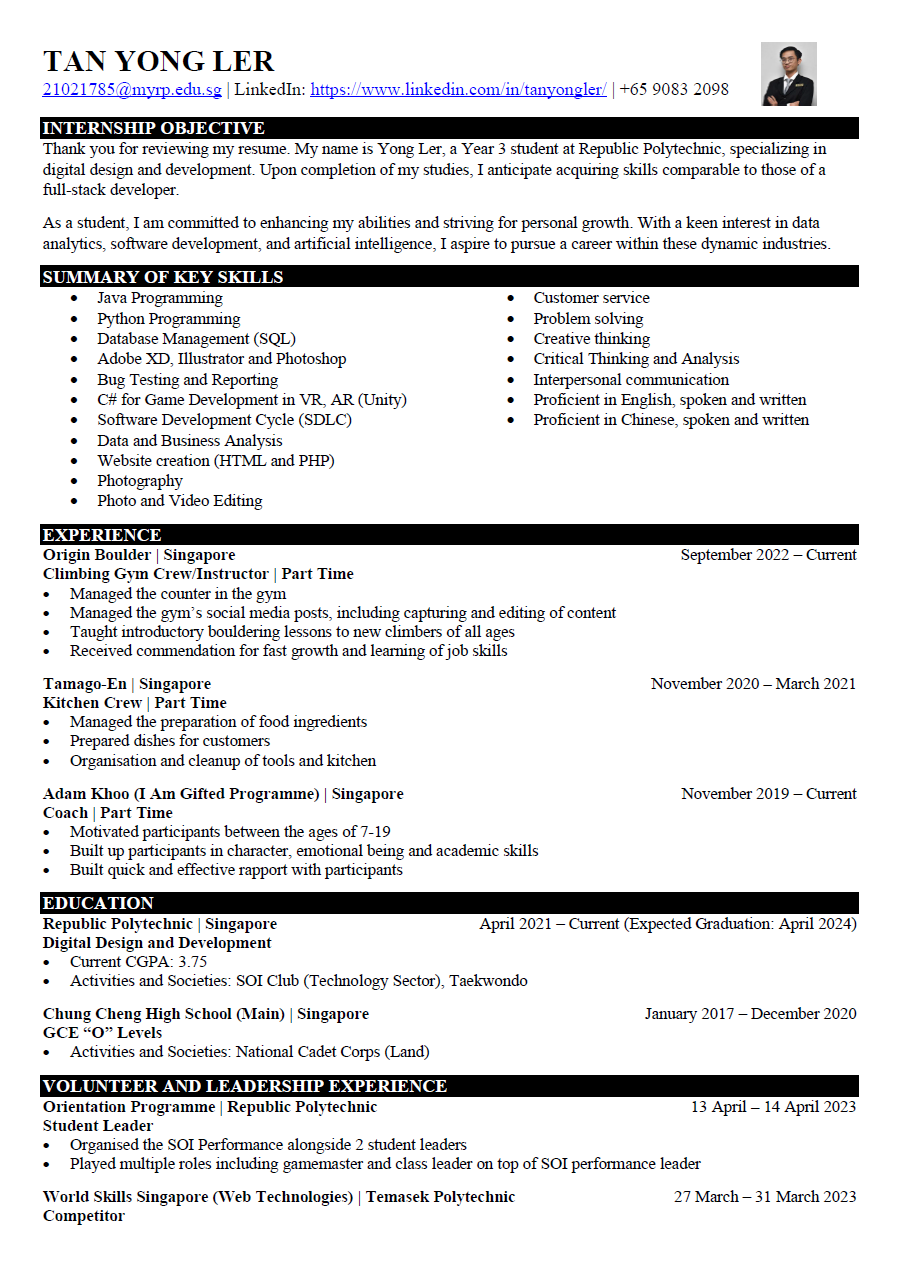 TAN YONG LER
21021785@myrp.edu.sg | LinkedIn: https://www.linkedin.com/in/tanyongler/ | +65 9083 2098
INTERNSHIP OBJECTIVE
Thank you for reviewing my resume. My name is Yong Ler, a Year 3 student at Republic Polytechnic, specializing in
digital design and development. Upon completion of my studies, I anticipate acquiring skills comparable to those of a
full-stack developer.
As a student, I am committed to enhancing my abilities and striving for personal growth. With a keen interest in data
analytics, software development, and artificial intelligence, I aspire to pursue a career within these dynamic industries.
SUMMARY OF KEY SKILLS
• Java Programming
• Python Programming
• Database Management (SQL)
• Adobe XD, Illustrator and Photoshop
• Bug Testing and Reporting
• C# for Game Development in VR, AR (Unity)
• Software Development Cycle (SDLC)
• Data and Business Analysis
• Website creation (HTML and PHP)
• Photography
• Photo and Video Editing
• Customer service
• Problem solving
• Creative thinking
• Critical Thinking and Analysis
• Interpersonal communication
• Proficient in English, spoken and written
• Proficient in Chinese, spoken and written
EXPERIENCE
Origin Boulder | Singapore September 2022 – Current
Climbing Gym Crew/Instructor | Part Time
• Managed the counter in the gym
• Managed the gym's social media posts, including capturing and editing of content
• Taught introductory bouldering lessons to new climbers of all ages
• Received commendation for fast growth and learning of job skills
Tamago-En | Singapore November 2020 – March 2021
Kitchen Crew | Part Time
• Managed the preparation of food ingredients
• Prepared dishes for customers
• Organisation and cleanup of tools and kitchen
Adam Khoo (I Am Gifted Programme) | Singapore November 2019 – Current
Coach | Part Time
• Motivated participants between the ages of 7-19
• Built up participants in character, emotional being and academic skills
• Built quick and effective rapport with participants
EDUCATION
Republic Polytechnic | Singapore April 2021 – Current (Expected Graduation: April 2024)
Digital Design and Development
• Current CGPA: 3.75
• Activities and Societies: SOI Club (Technology Sector), Taekwondo
Chung Cheng High School (Main) | Singapore January 2017 – December 2020
GCE “O” Levels
• Activities and Societies: National Cadet Corps (Land)
VOLUNTEER AND LEADERSHIP EXPERIENCE
Orientation Programme | Republic Polytechnic 13 April – 14 April 2023
Student Leader
• Organised the SOI Performance alongside 2 student leaders
• Played multiple roles including gamemaster and class leader on top of SOI performance leader
World Skills Singapore (Web Technologies) | Temasek Polytechnic 27 March – 31 March 2023
Competitor